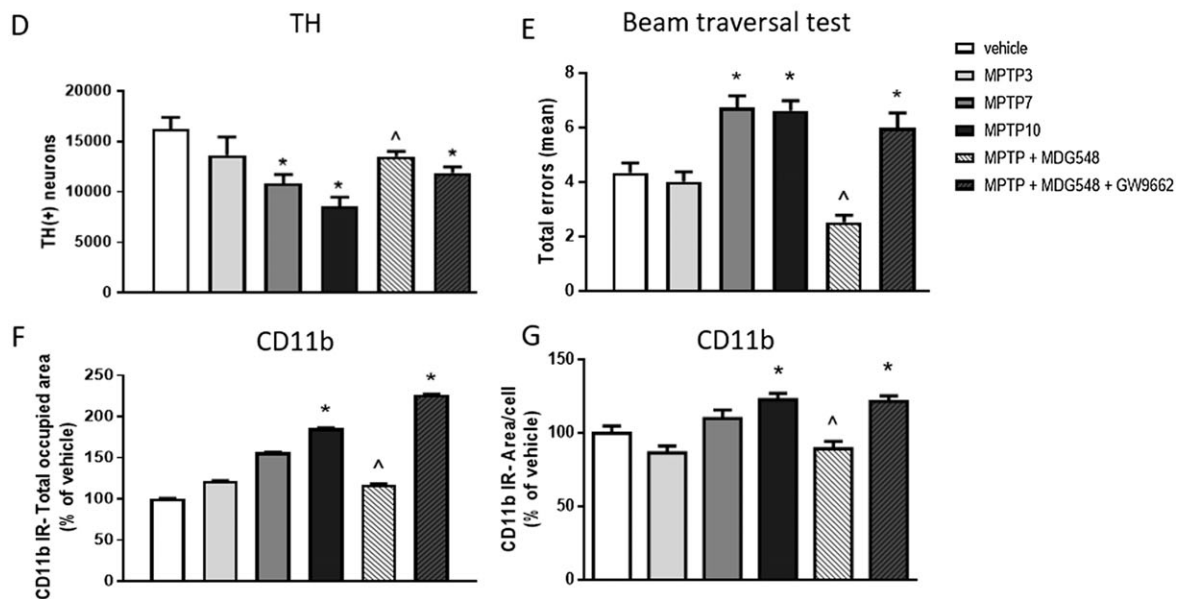 D
TH
TH(+) neurons
20000
15000
10000
5000
0
*
*
^
*
E
Beam traversal test
Total errors (mean)
8
6
4
2
0
*
*
^
*
vehicle
MPTP3
MPTP7
MPTP10
MPTP + MDG548
MPTP + MDG548 + GW9662
F
CD11b
CD11b IR- Total occupied area
(% of vehicle)
250
200
150
100
50
0
*
^
*
G
CD11b
CD11b IR- Area/cell
(% of vehicle)
150
100
50
0
*
^
*